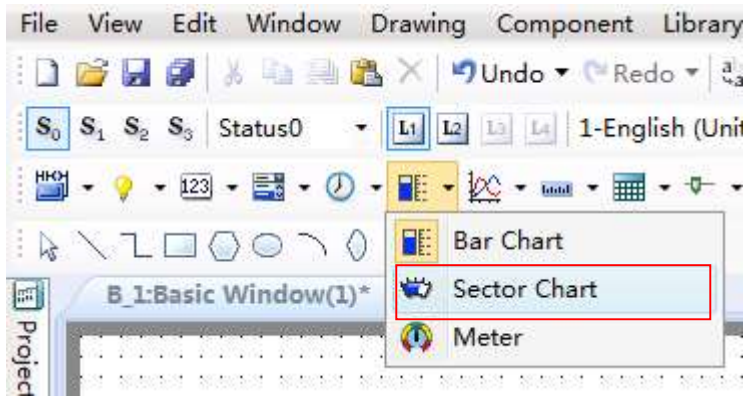 File View Edit Window Drawing Component Library
Undo Redo
S0 S1 S2 S3 Status0 L1 L2 L3 L4 1-English (Unit
123
B_1:Basic Window(1)*
Bar Chart
Sector Chart
Meter
Project